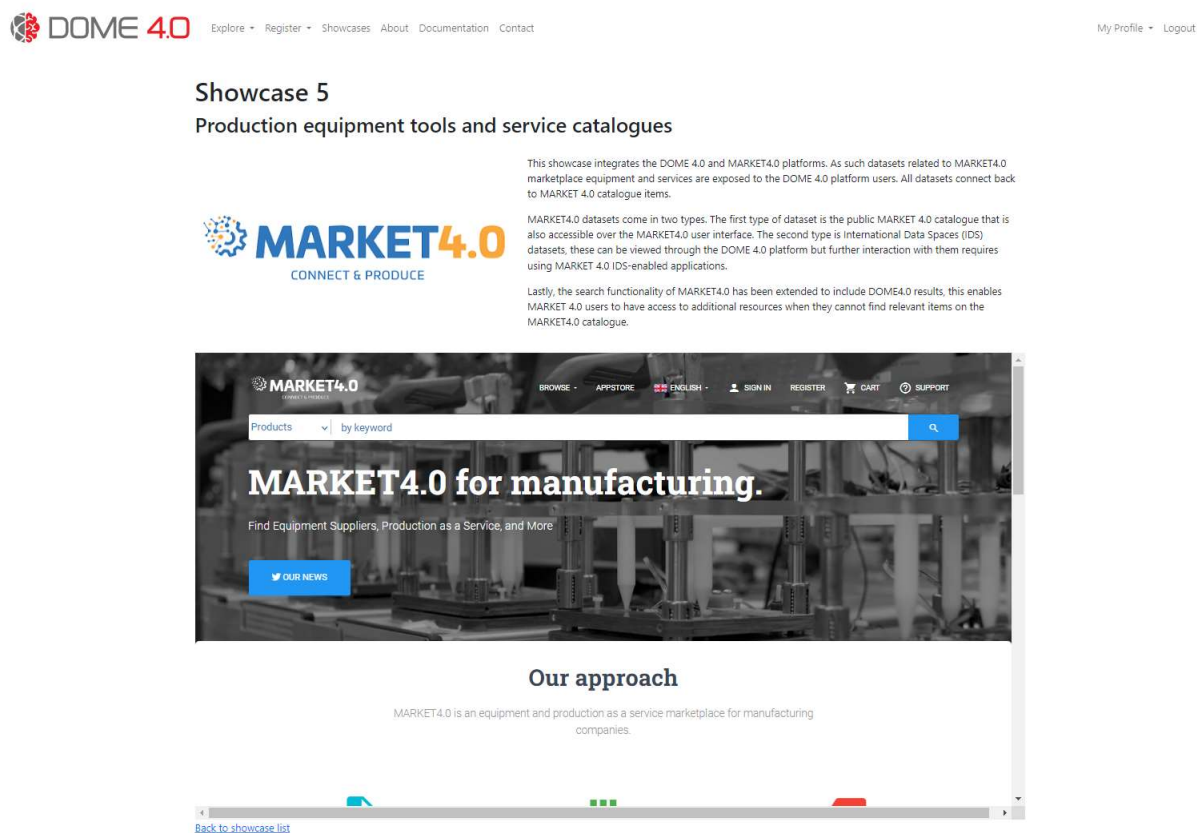 DOME 4.0
Explore Register Showcases About Documentation Contact
My Profile Logout
Showcase 5
Production equipment tools and service catalogues
MARKET4.0
CONNECT & PRODUCE
This showcase integrates the DOME 4.0 and MARKET4.0 platforms. As such datasets related to MARKET4.0
marketplace equipment and services are exposed to the DOME 4.0 platform users. All datasets connect back
to MARKET 4.0 catalogue items.
MARKET4.0 datasets come in two types. The first type of dataset is the public MARKET 4.0 catalogue that is
also accessible over the MARKET4.0 user interface. The second type is International Data Spaces (IDS)
datasets, these can be viewed through the DOME 4.0 platform but further interaction with them requires
using MARKET 4.0 IDS-enabled applications.
Lastly, the search functionality of MARKET4.0 has been extended to include DOME4.0 results, this enables
MARKET 4.0 users to have access to additional resources when they cannot find relevant items on the
MARKET4.0 catalogue.
MARKET4.0
CONNECT & PRODUCE
BROWSE APPSTORE ENGLISH SIGN IN REGISTER CART SUPPORT
Products by keyword
MARKET4.0 for manufacturing.
Find Equipment Suppliers, Production as a Service, and More
OUR NEWS
Our approach
MARKET4.0 is an equipment and production as a service marketplace for manufacturing
companies.
Back to showcase list